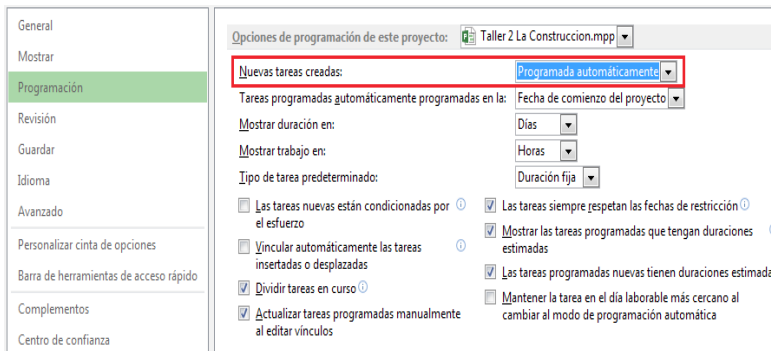 General
Mostrar
Programación
Revisión
Guardar
Idioma
Avanzado
Personalizar cinta de opciones
Barra de herramientas de acceso rápido
Complementos
Centro de confianza
Opciones de programación de este proyecto: Taller 2 La Construccion.mpp
Nuevas tareas creadas: Programada automáticamente
Tareas programadas automáticamente programadas en la: Fecha de comienzo del proyecto
Mostrar duración en: Días
Mostrar trabajo en: Horas
Tipo de tarea predeterminado: Duración fija
Las tareas nuevas están condicionadas por
el esfuerzo
Vincular automáticamente las tareas
insertadas o desplazadas
Dividir tareas en curso
Actualizar tareas programadas manualmente
al editar vínculos
Las tareas siempre respetan las fechas de restricción
Mostrar las tareas programadas que tengan duraciones
estimadas
Las tareas programadas nuevas tienen duraciones estimada
Mantener la tarea en el día laborable más cercano al
cambiar al modo de programación automática